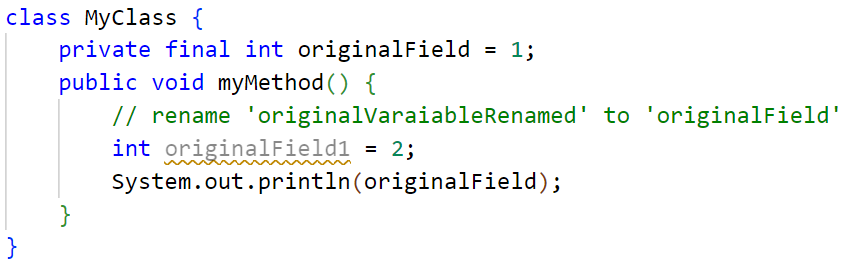 class MyClass {
    private final int originalField = 1;
    public void myMethod() {
        // rename 'originalVaraiableRenamed' to 'originalField'
        int originalField1 = 2;
        System.out.println(originalField);
    }
}